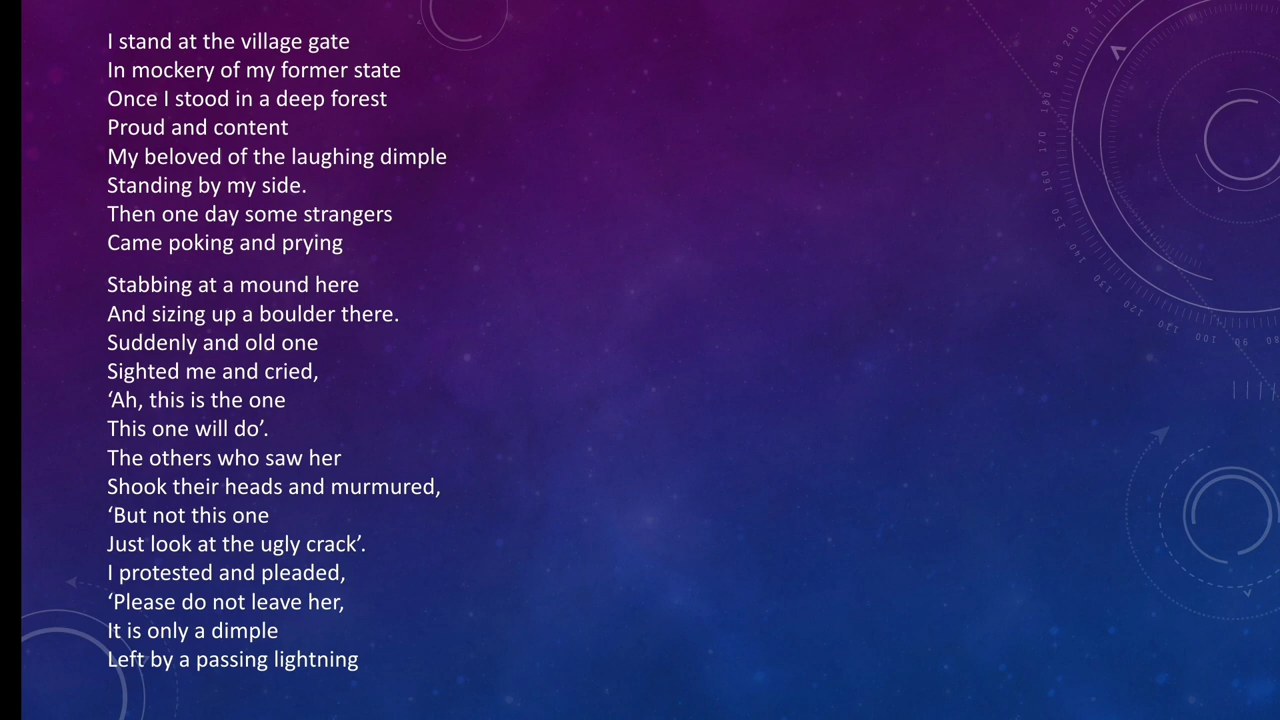 I stand at the village gate
In mockery of my former state
Once I stood in a deep forest
Proud and content
My beloved of the laughing dimple
Standing by my side.
Then one day some strangers
Came poking and prying
Stabbing at a mound here
And sizing up a boulder there.
Suddenly and old one
Sighted me and cried,
‘Ah, this is the one
This one will do’.
The others who saw her
Shook their heads and murmured,
‘But not this one
Just look at the ugly crack’.
I protested and pleaded,
‘Please do not leave her,
It is only a dimple
Left by a passing lightning